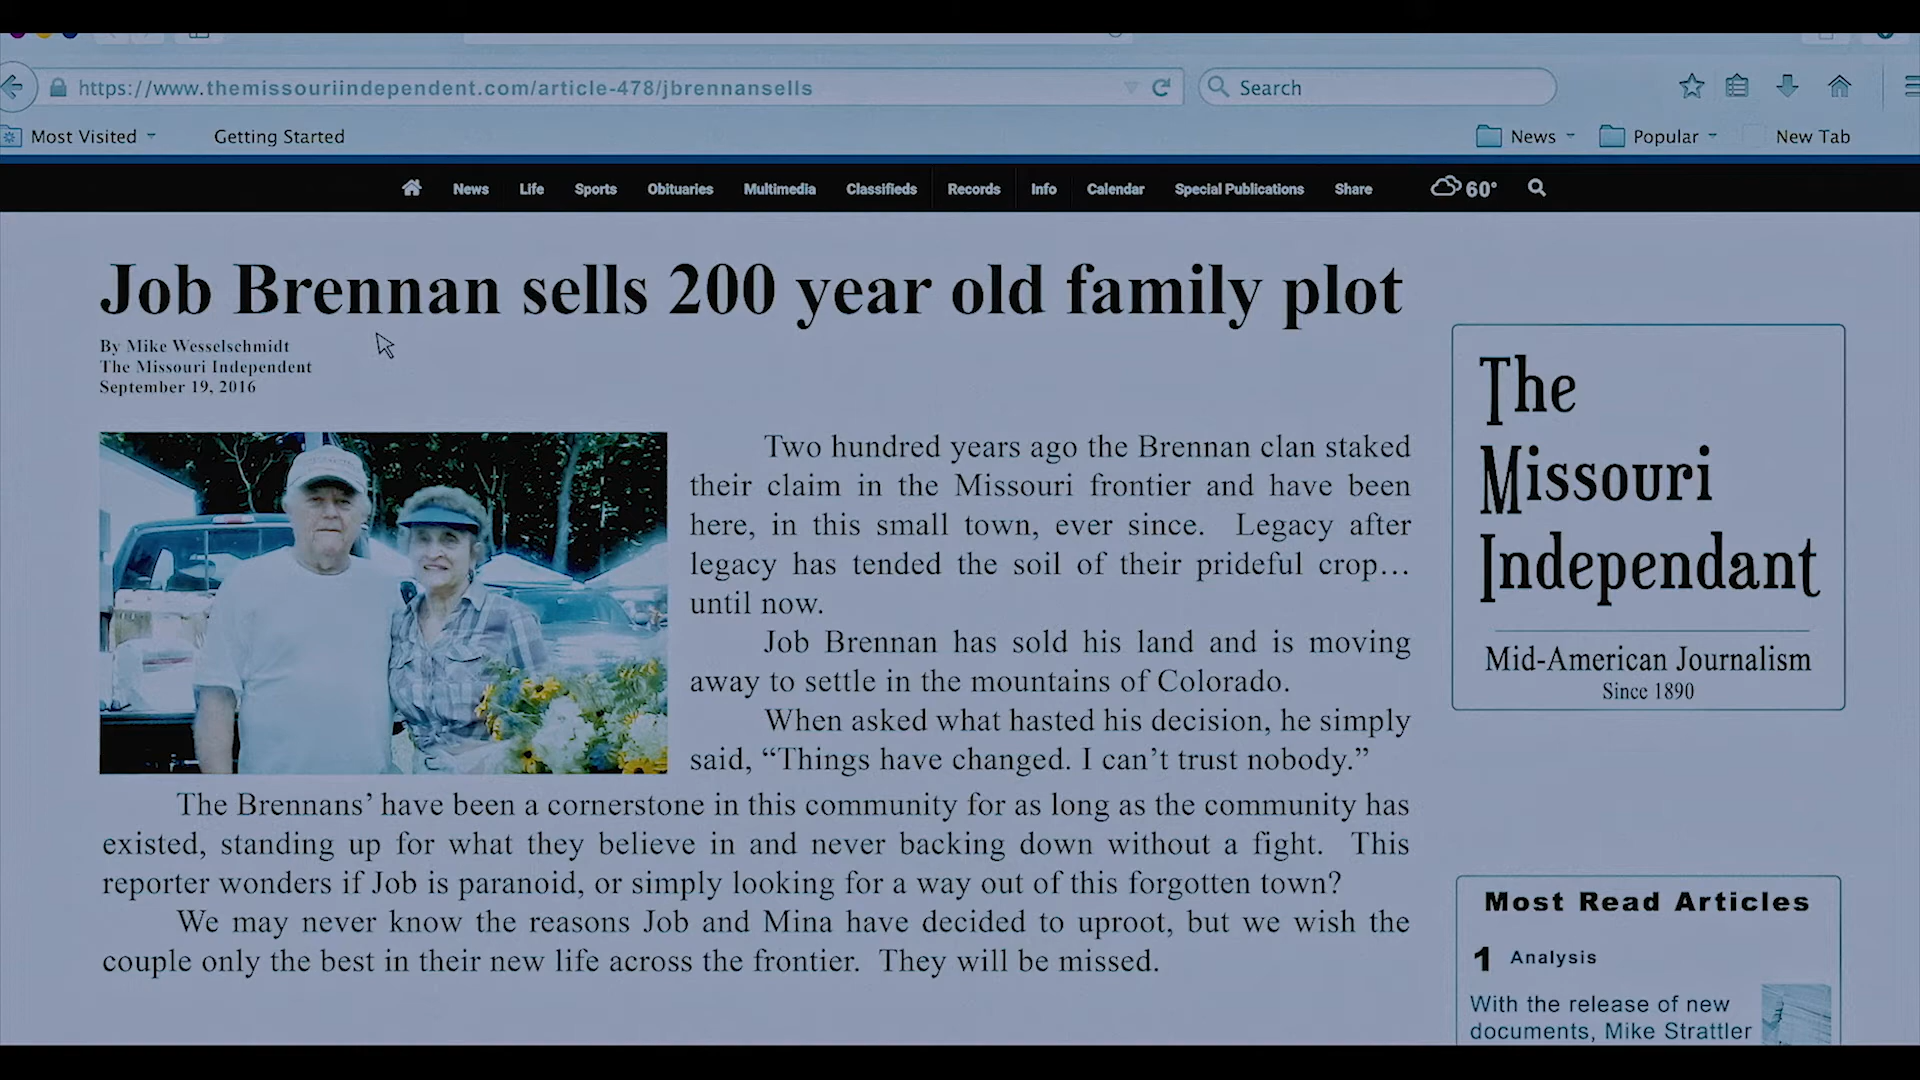 https://www.themissouriindependent.com/article-478/jbrennansells
Search
Most Visited
Getting Started
News
Popular
New Tab
News
Life
Sports
Obituaries
Multimedia
Classifieds
Records
Info
Calendar
Special Publications
Share
60°
Job Brennan sells 200 year old family plot
By Mike Wesselschmidt
The Missouri Independent
September 19, 2016
Two hundred years ago the Brennan clan staked
their claim in the Missouri frontier and have been
here, in this small town, ever since. Legacy after
legacy has tended the soil of their prideful crop…
until now.
Job Brennan has sold his land and is moving
away to settle in the mountains of Colorado.
When asked what hasted his decision, he simply
said, “Things have changed. I can’t trust nobody.”
The Brennans’ have been a cornerstone in this community for as long as the community has
existed, standing up for what they believe in and never backing down without a fight. This
reporter wonders if Job is paranoid, or simply looking for a way out of this forgotten town?
We may never know the reasons Job and Mina have decided to uproot, but we wish the
couple only the best in their new life across the frontier. They will be missed.
The
Missouri
Independant
Mid-American Journalism
Since 1890
Most Read Articles
1 Analysis
With the release of new
documents, Mike Strattler